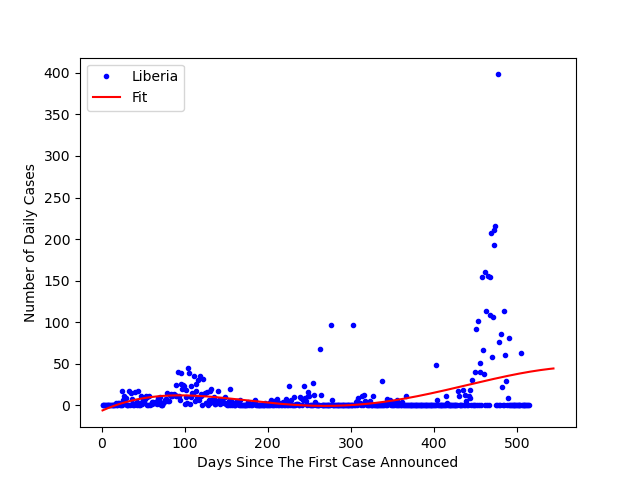 Liberia
Fit
400
350
300
250
200
150
100
50
0
Number of Daily Cases
0 100 200 300 400 500
Days Since The First Case Announced